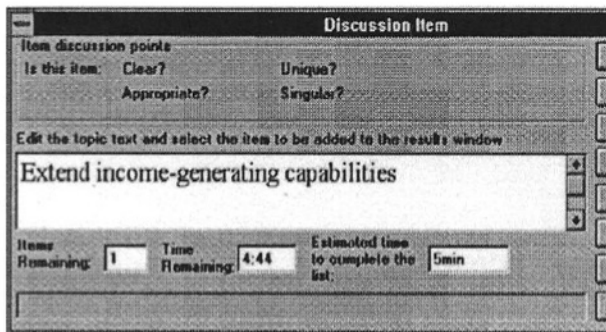 Discussion Item
Item discussion points
Is this item: Clear? Unique?
Appropriate? Singular?
Edit the topic text and select the item to be added to the results window
Extend income-generating capabilities
Items Remaining: 1 Time Remaining: 4:44 Estimated time to complete the list: 5min